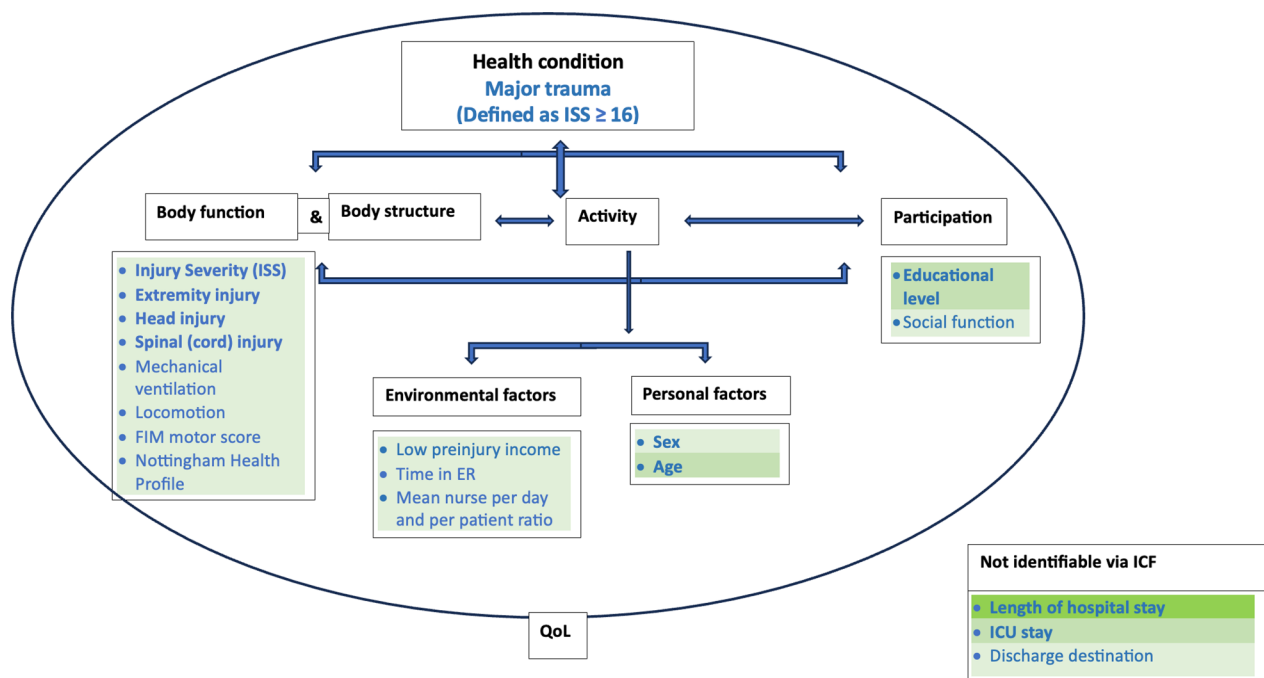 Health condition
Major trauma
(Defined as ISS ≥ 16)
Body function
&
Body structure
Activity
Participation
• Injury Severity (ISS)
• Extremity injury
• Head injury
• Spinal (cord) injury
• Mechanical
ventilation
• Locomotion
• FIM motor score
• Nottingham Health
Profile
• Educational
level
• Social function
Environmental factors
• Low preinjury income
• Time in ER
• Mean nurse per day
and per patient ratio
Personal factors
• Sex
• Age
Not identifiable via ICF
• Length of hospital stay
• ICU stay
• Discharge destination
QoL